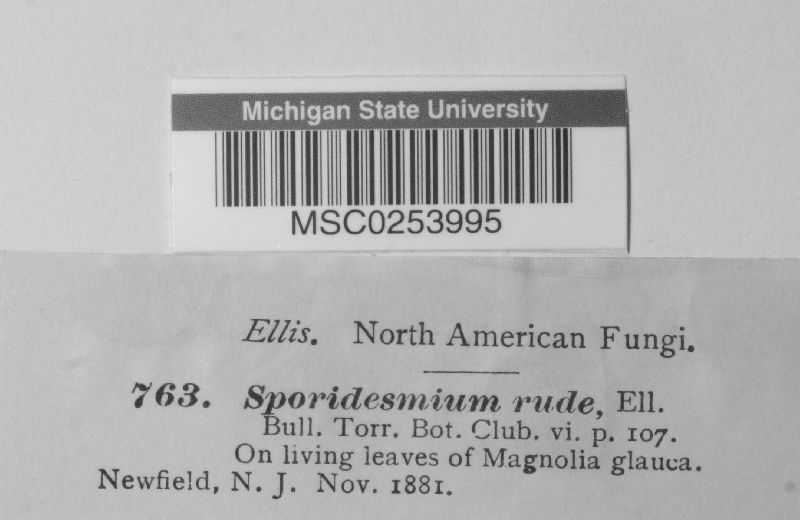 Michigan State University
MSC0253995
Ellis. North American Fungi.
763. Sporidesmium rude, Ell.
Bull. Torr. Bot. Club. vi. p. 107.
On living leaves of Magnolia glauca.
Newfield, N. J. Nov. 1881.